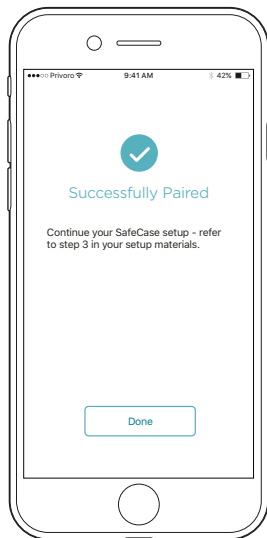 Privoro 9:41 AM 42%
Successfully Paired
Continue your SafeCase setup - refer
to step 3 in your setup materials.
Done